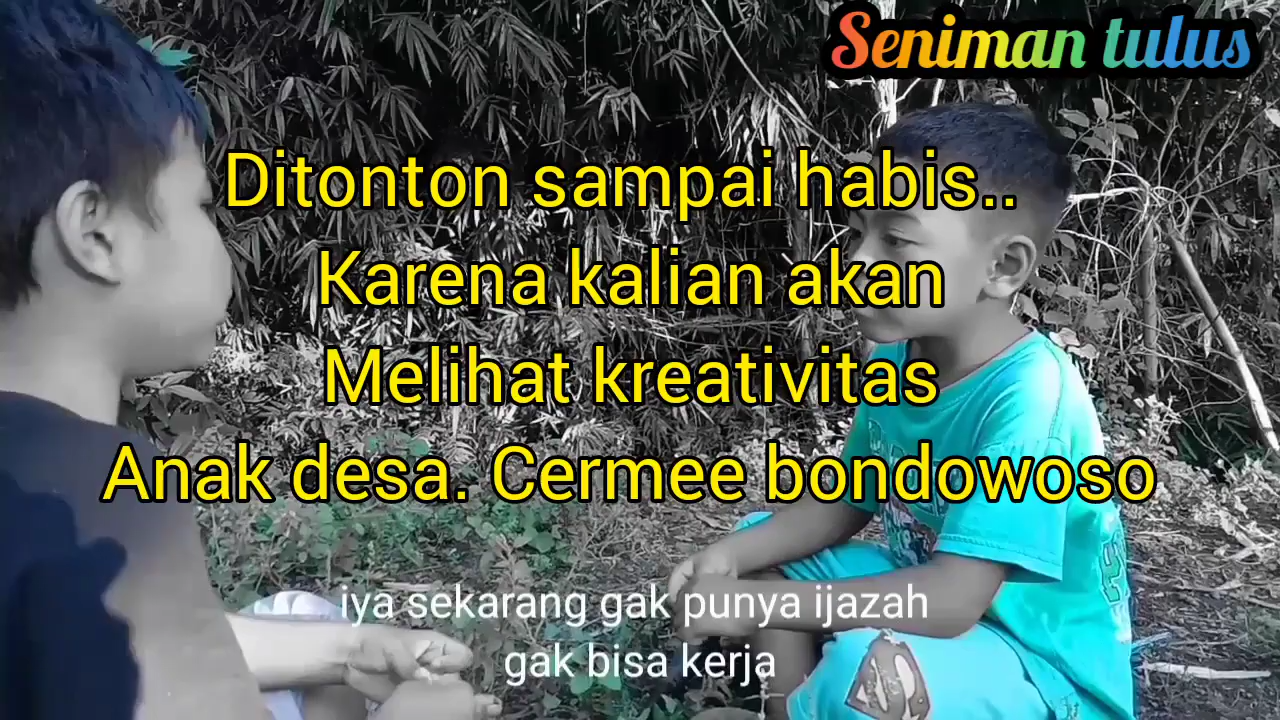 Seniman tulus
Ditonton sampai habis..
Karena kalian akan
Melihat kreativitas
Anak desa. Cermee bondowoso
iya sekarang gak punya ijazah
gak bisa kerja